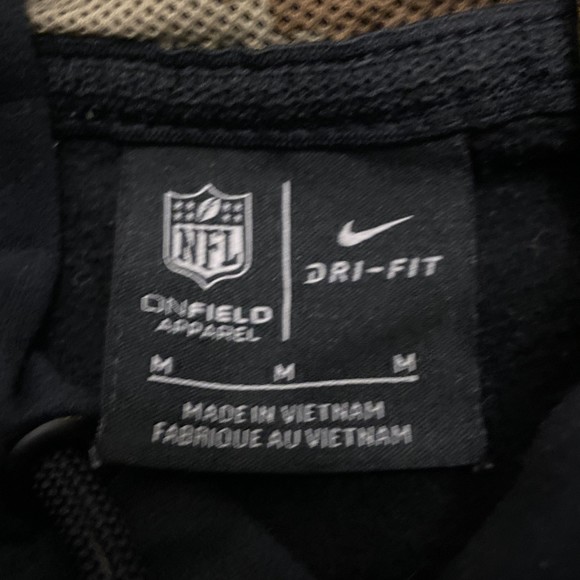 NFL
ONFIELD
APPAREL
DRI-FIT
M M M
MADE IN VIETNAM
FABRIQUE AU VIETNAM